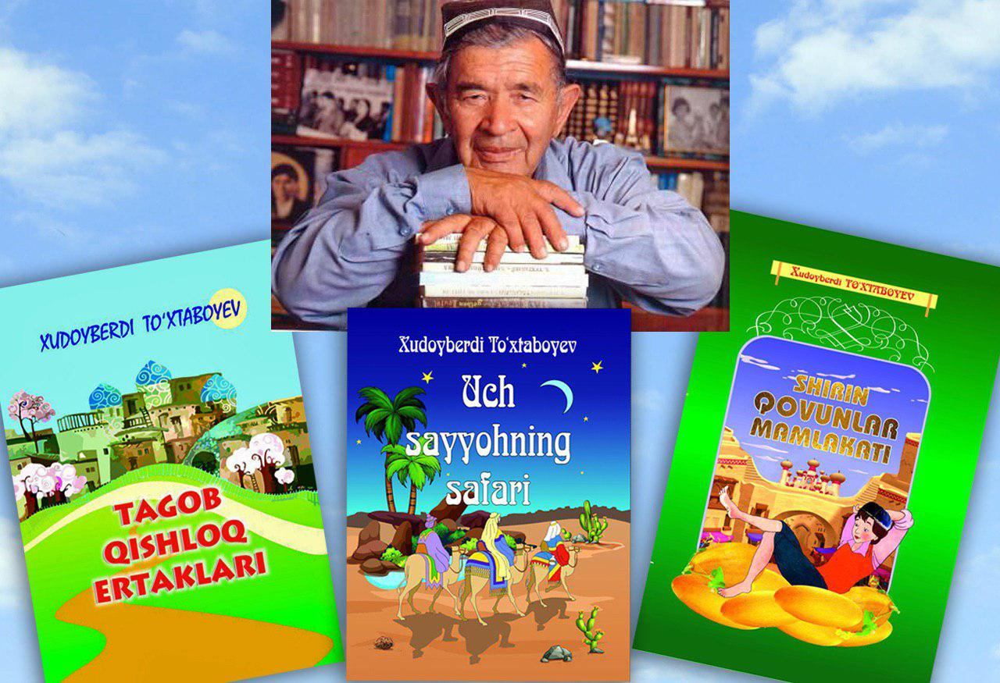 XUDOYBERDI TO‘XTABOYEV
TAGOB
QISHLOQ
ERTAKLARI
Xudoyberdi To‘xtaboyev
Uch
sayyohning
safari
Xudoyberdi TO‘XTABOYEV
SHIRIN
QOVUNLAR
MAMLAKATI